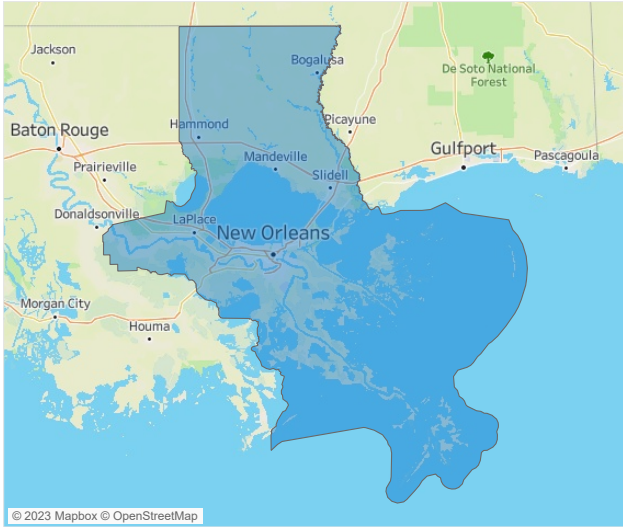 Jackson
Bogalusa
De Soto National
Forest
Picayune
Hammond
Baton Rouge
Gulfport
Mandeville
Pascagoula
Prairieville
Slidell
Donaldsonville
LaPlace
New Orleans
Morgan City
Houma
© 2023 Mapbox © OpenStreetMap